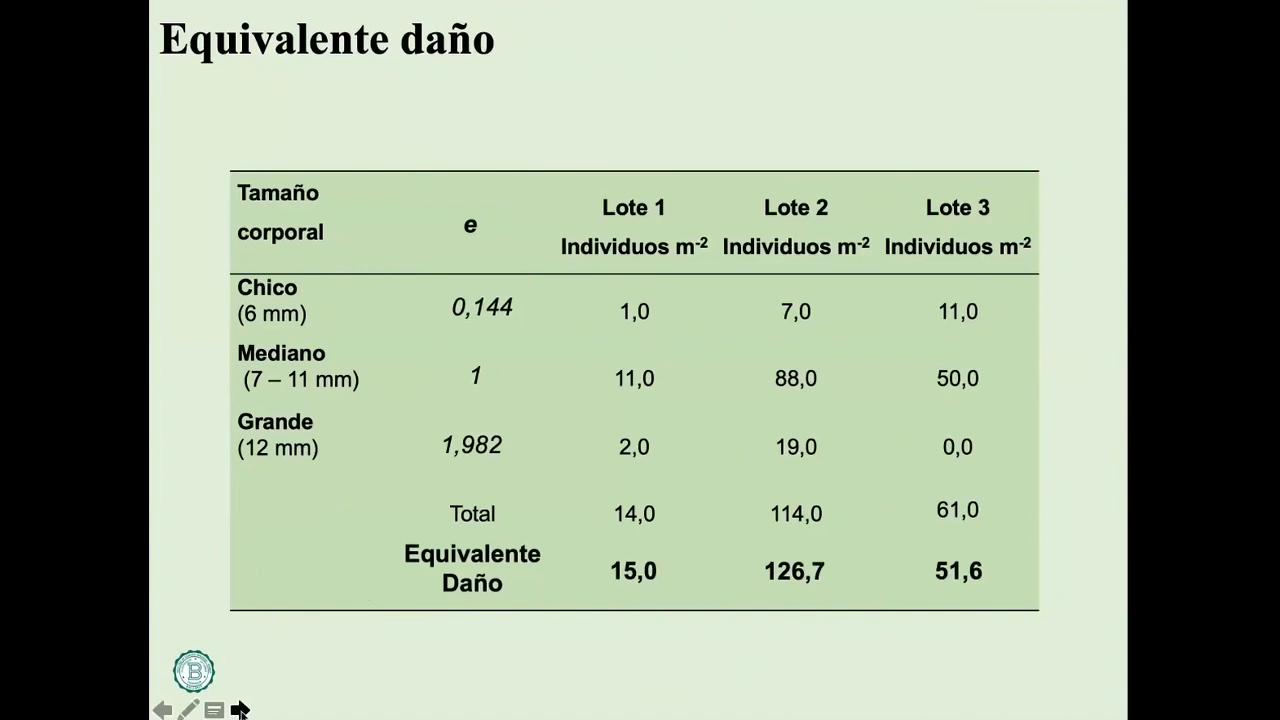 Equivalente daño
Tamaño
corporal
e
Lote 1
Individuos m-2
Lote 2
Individuos m-2
Lote 3
Individuos m-2
Chico
(6 mm)
0,144
1,0
7,0
11,0
Mediano
(7 – 11 mm)
1
11,0
88,0
50,0
Grande
(12 mm)
1,982
2,0
19,0
0,0
Total
14,0
114,0
61,0
Equivalente
Daño
15,0
126,7
51,6
B